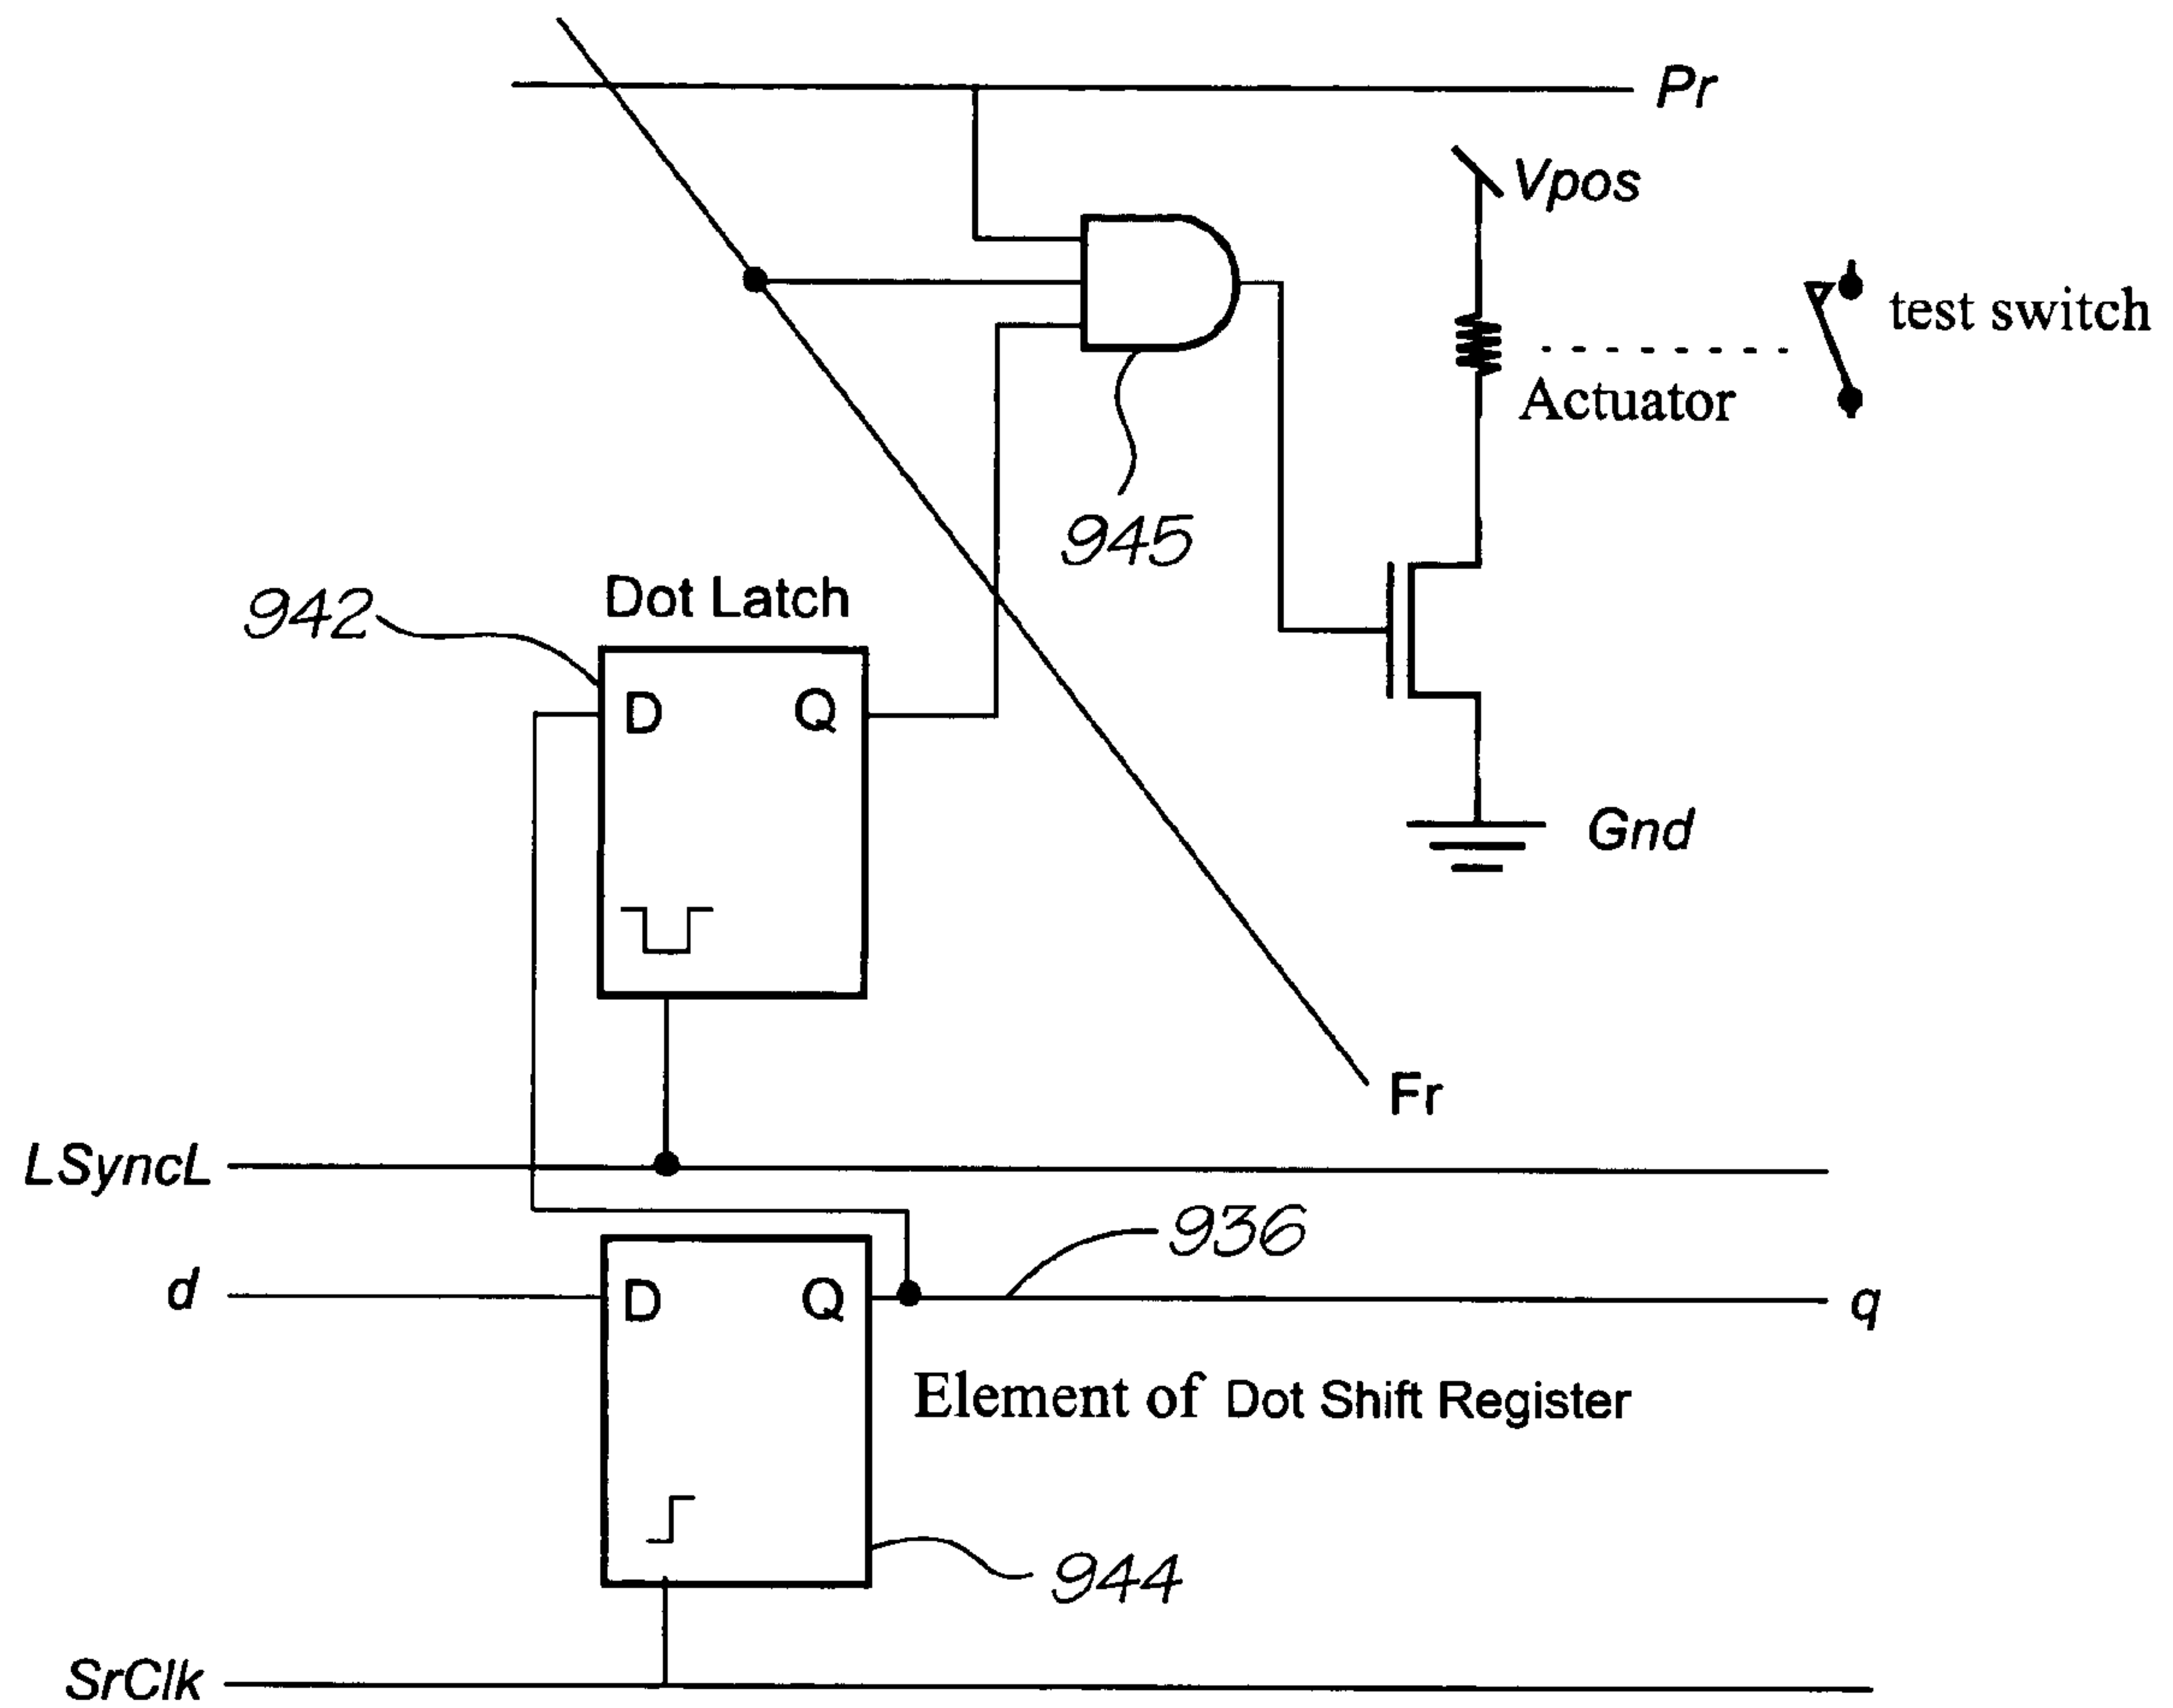 Pr
Vpos
test switch
Actuator
945
942
Dot Latch
D Q
Gnd
Fr
LSyncL
936
d
D Q
q
Element of Dot Shift Register
944
SrClk